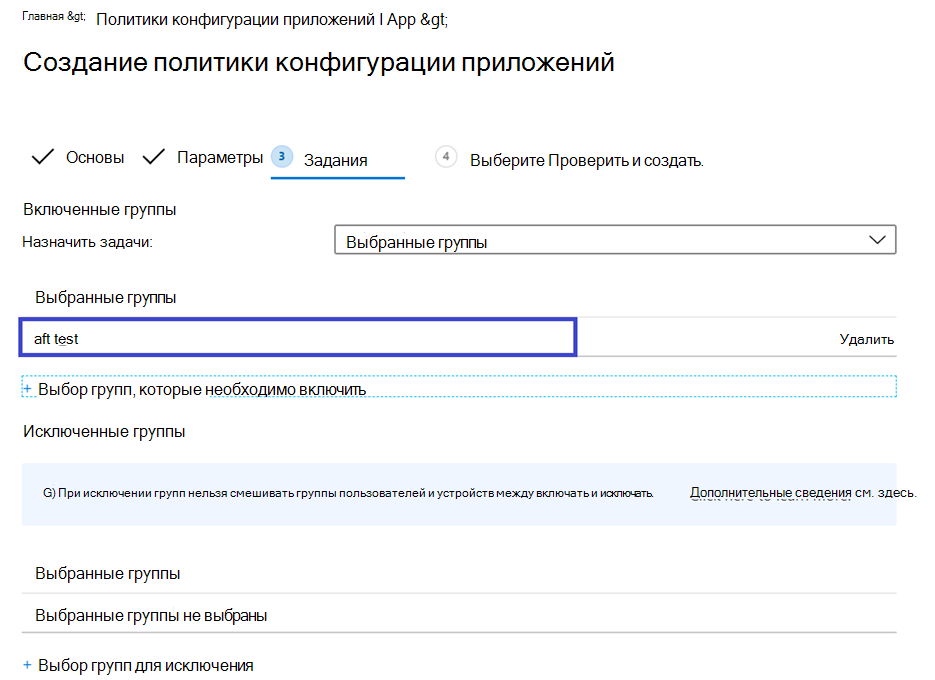 Главная &gt; Политики конфигурации приложений I App &gt;
Создание политики конфигурации приложений
Основы Параметры 3 Задания 4 Выберите Проверить и создать.
Включенные группы
Назначить задачи: Выбранные группы
Выбранные группы
aft test Удалить
+ Выбор групп, которые необходимо включить
Исключенные группы
G) При исключении групп нельзя смешивать группы пользователей и устройств между включать и исключать. Дополнительные сведения см. здесь.
Выбранные группы
Выбранные группы не выбраны
+ Выбор групп для исключения